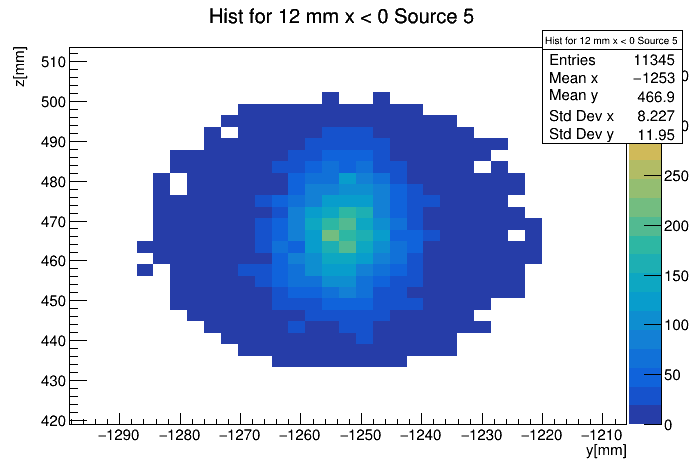 Hist for 12 mm x < 0 Source 5
z[mm]
Hist for 12 mm x < 0 Source 5
Entries 11345
Mean x −1253
Mean y 466.9
Std Dev x 8.227
Std Dev y 11.95
510
500
490
480
470
460
450
440
430
420
−1290 −1280 −1270 −1260 −1250 −1240 −1230 −1220 −1210
y[mm]
250
200
150
100
50
0